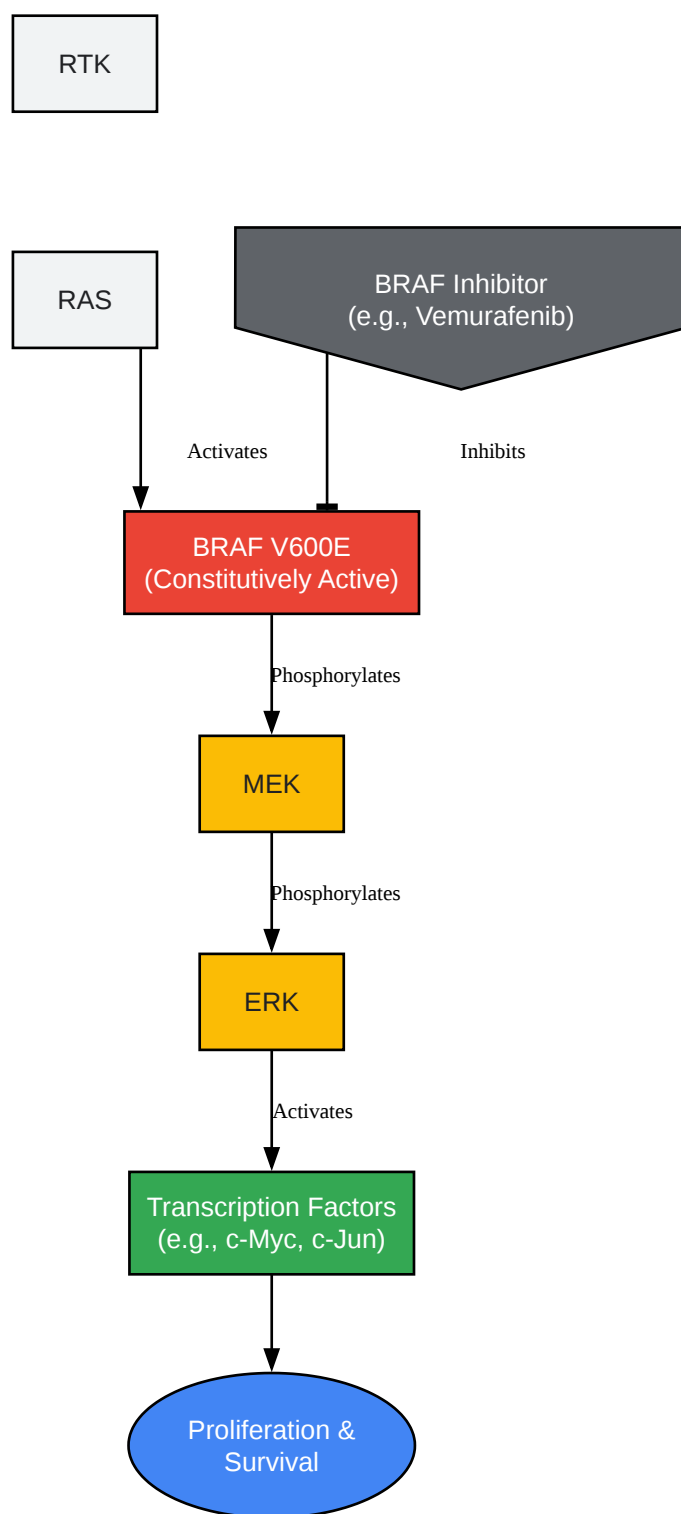 RTK
RAS
BRAF Inhibitor
(e.g., Vemurafenib)
Activates
Inhibits
BRAF V600E
(Constitutively Active)
Phosphorylates
MEK
Phosphorylates
ERK
Activates
Transcription Factors
(e.g., c-Myc, c-Jun)
Proliferation &
Survival